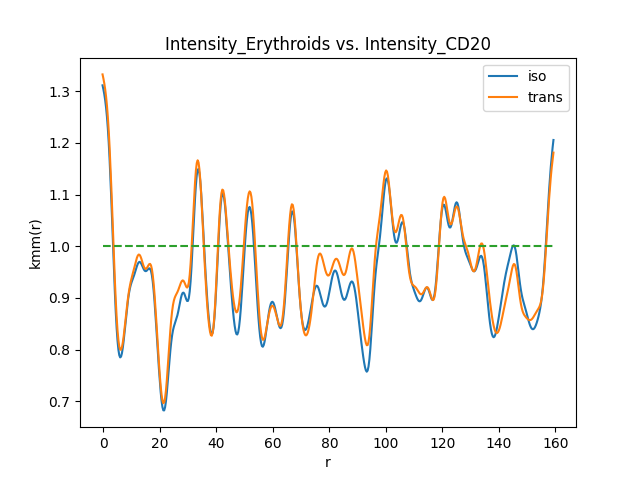 Intensity_Erythroids vs. Intensity_CD20
iso
trans
kmm(r)
1.3
1.2
1.1
1.0
0.9
0.8
0.7
0 20 40 60 80 100 120 140 160
r